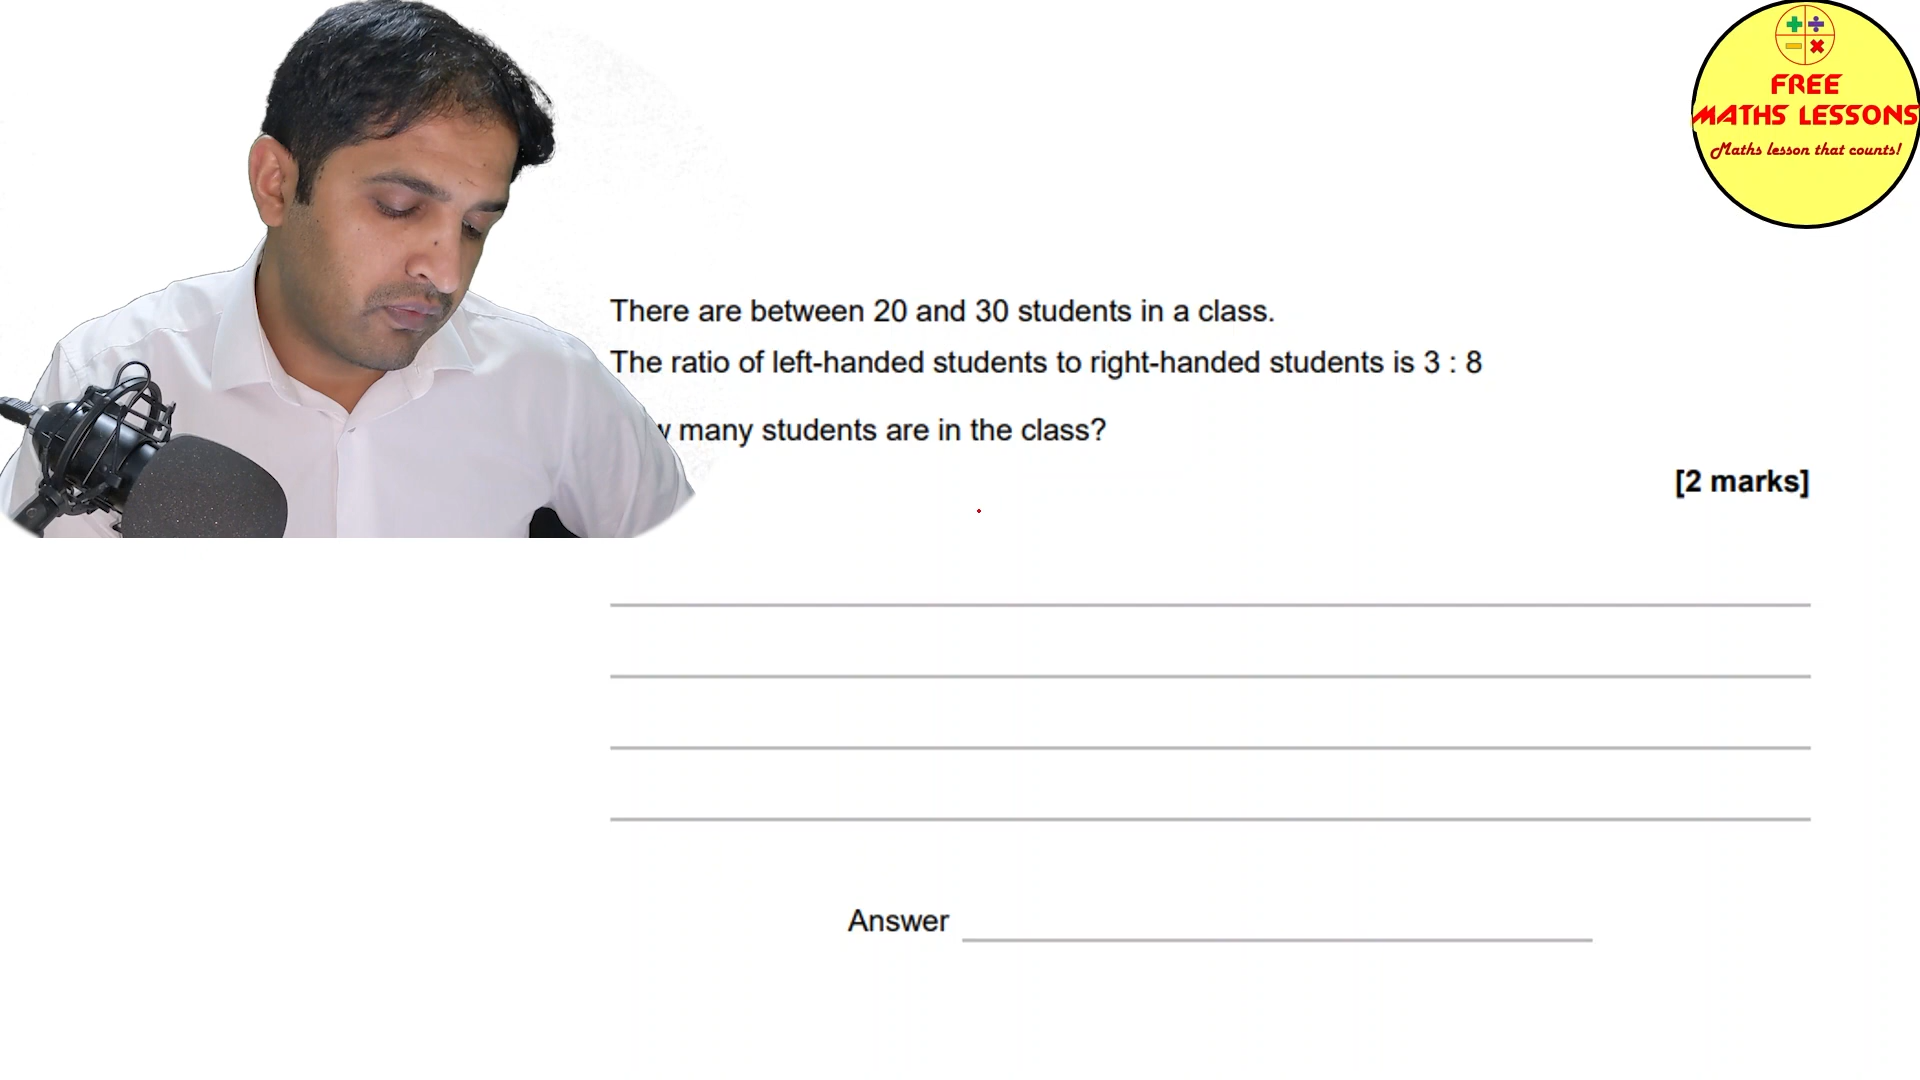 FREE
MATHS LESSONS
Maths lesson that counts!
There are between 20 and 30 students in a class.
The ratio of left-handed students to right-handed students is 3 : 8
many students are in the class?
[2 marks]
Answer